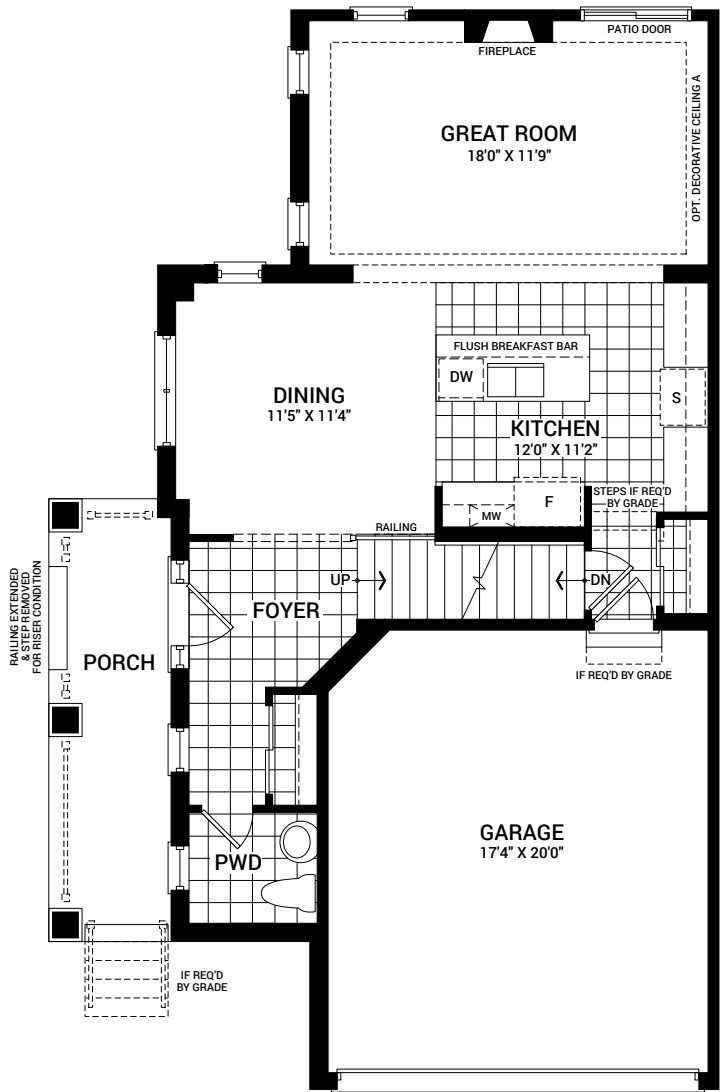 PATIO DOOR
FIREPLACE
OPT. DECORATIVE CEILING A
GREAT ROOM
18'0" X 11'9"
FLUSH BREAKFAST BAR
DW
S
DINING
11'5" X 11'4"
KITCHEN
12'0" X 11'2"
F
MW
STEPS IF REQ'D
BY GRADE
RAILING
UP
DN
FOYER
RAILING EXTENDED
& STEP REMOVED
FOR RISER CONDITION
PORCH
IF REQ'D BY GRADE
GARAGE
17'4" X 20'0"
PWD
IF REQ'D
BY GRADE